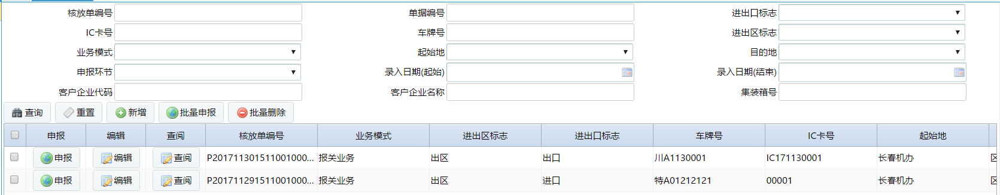 核放单编号 单据编号 进出口标志
IC卡号 车牌号 进出区标志
业务模式 起始地 目的地
申报环节 录入日期(起始) 录入日期(结束)
客户企业代码 客户企业名称 集装箱号
查询 重置 新增 批量申报 批量删除
申报 编辑 查阅 核放单编号 业务模式 进出区标志 进出口标志 车牌号 IC卡号 起始地
申报 编辑 查阅 P201711301511001000... 报关业务 出区 出口 川A1130001 IC171130001 长春机办
申报 编辑 查阅 P201711291511001000... 报关业务 出区 进口 特A01212121 00001 长春机办